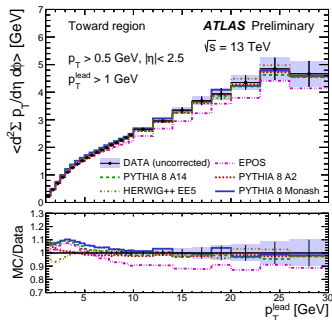 <d²Σ p_T/dη dϕ> [GeV]
Toward region
ATLAS Preliminary
p_T > 0.5 GeV, |η| < 2.5
√s = 13 TeV
p_T^lead > 1 GeV
7
6
5
4
3
2
1
0
DATA (uncorrected)
EPOS
PYTHIA 8 A14
PYTHIA 8 A2
HERWIG++ EE5
PYTHIA 8 Monash
MC/Data
1.3
1.2
1.1
1
0.9
0.8
0.7
5 10 15 20 25 30
p_T^lead [GeV]